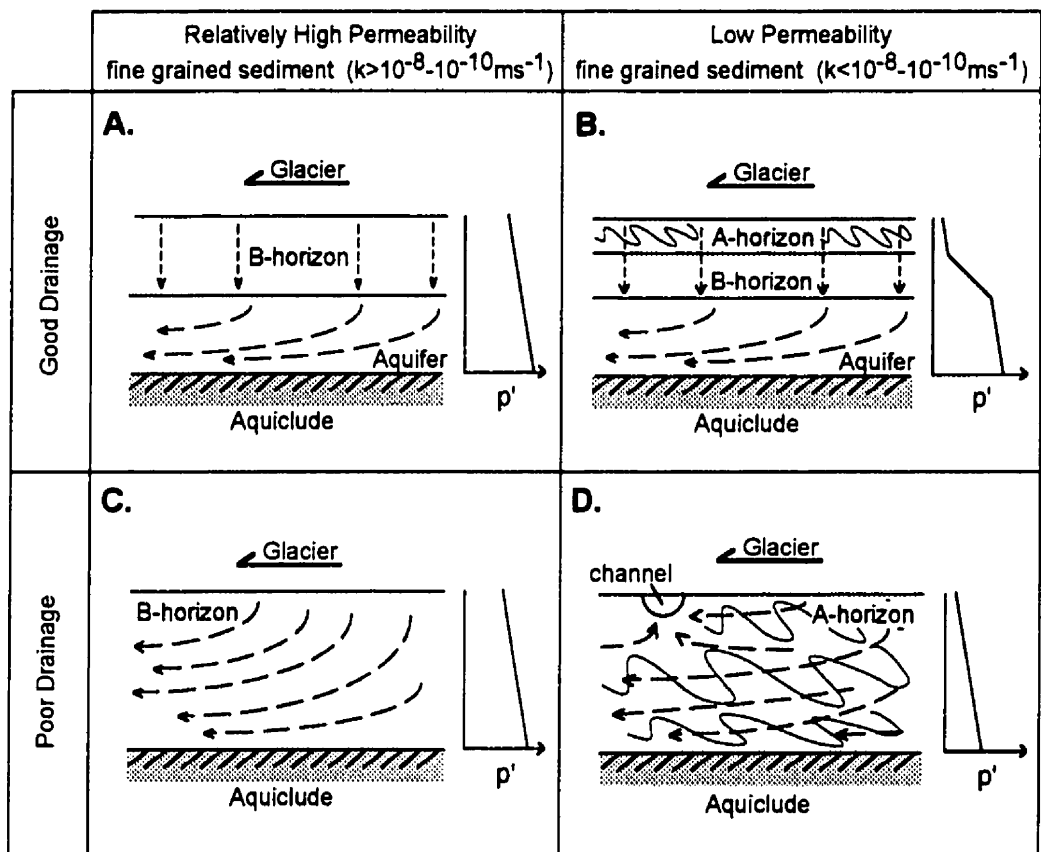 Relatively High Permeability
fine grained sediment (k>10⁻⁸-10⁻¹⁰ms⁻¹)
Low Permeability
fine grained sediment (k<10⁻⁸-10⁻¹⁰ms⁻¹)
Good Drainage
A.
Glacier
B-horizon
Aquifer
Aquiclude
p'
B.
Glacier
A-horizon
B-horizon
Aquifer
Aquiclude
p'
Poor Drainage
C.
Glacier
B-horizon
Aquiclude
p'
D.
Glacier
channel
A-horizon
Aquiclude
p'